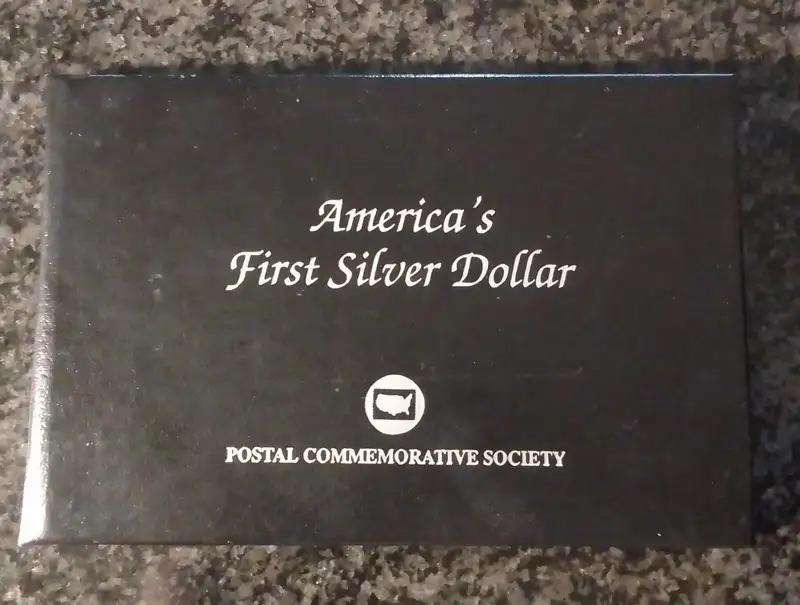 America's
First Silver Dollar
POSTAL COMMEMORATIVE SOCIETY